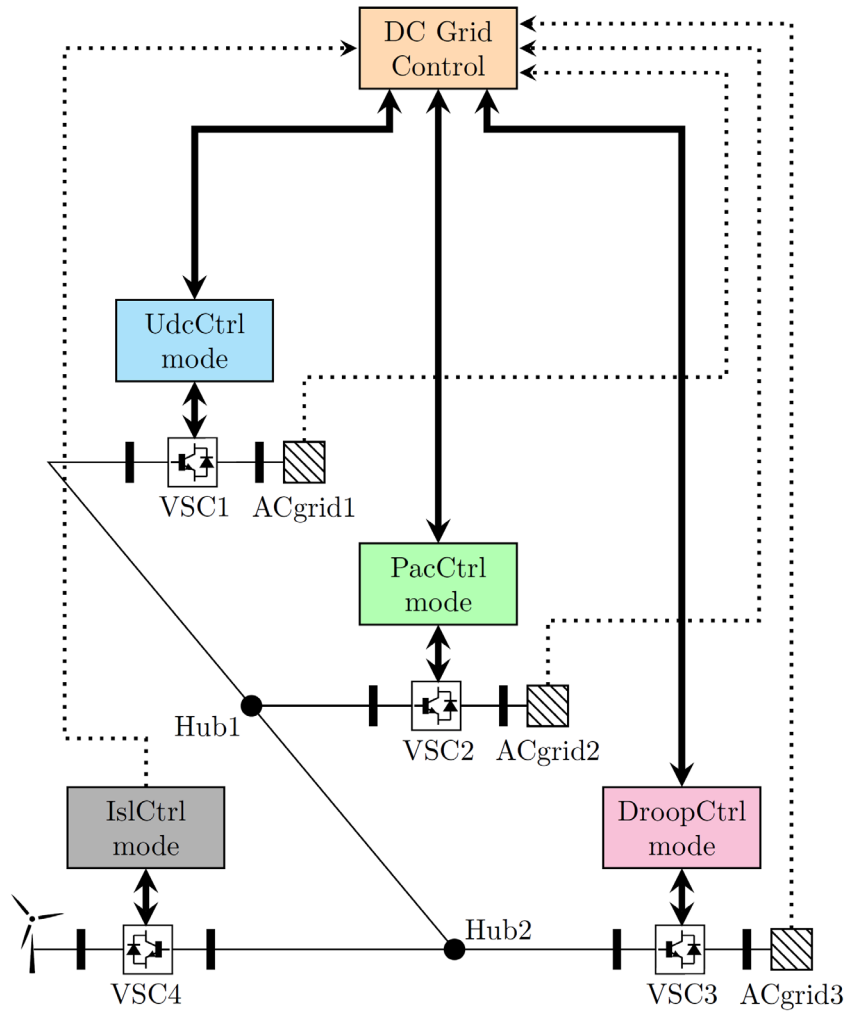 DC Grid
Control
UdcCtrl
mode
VSC1
ACgrid1
PacCtrl
mode
Hub1
VSC2
ACgrid2
IslCtrl
mode
DroopCtrl
mode
Hub2
VSC4
VSC3
ACgrid3